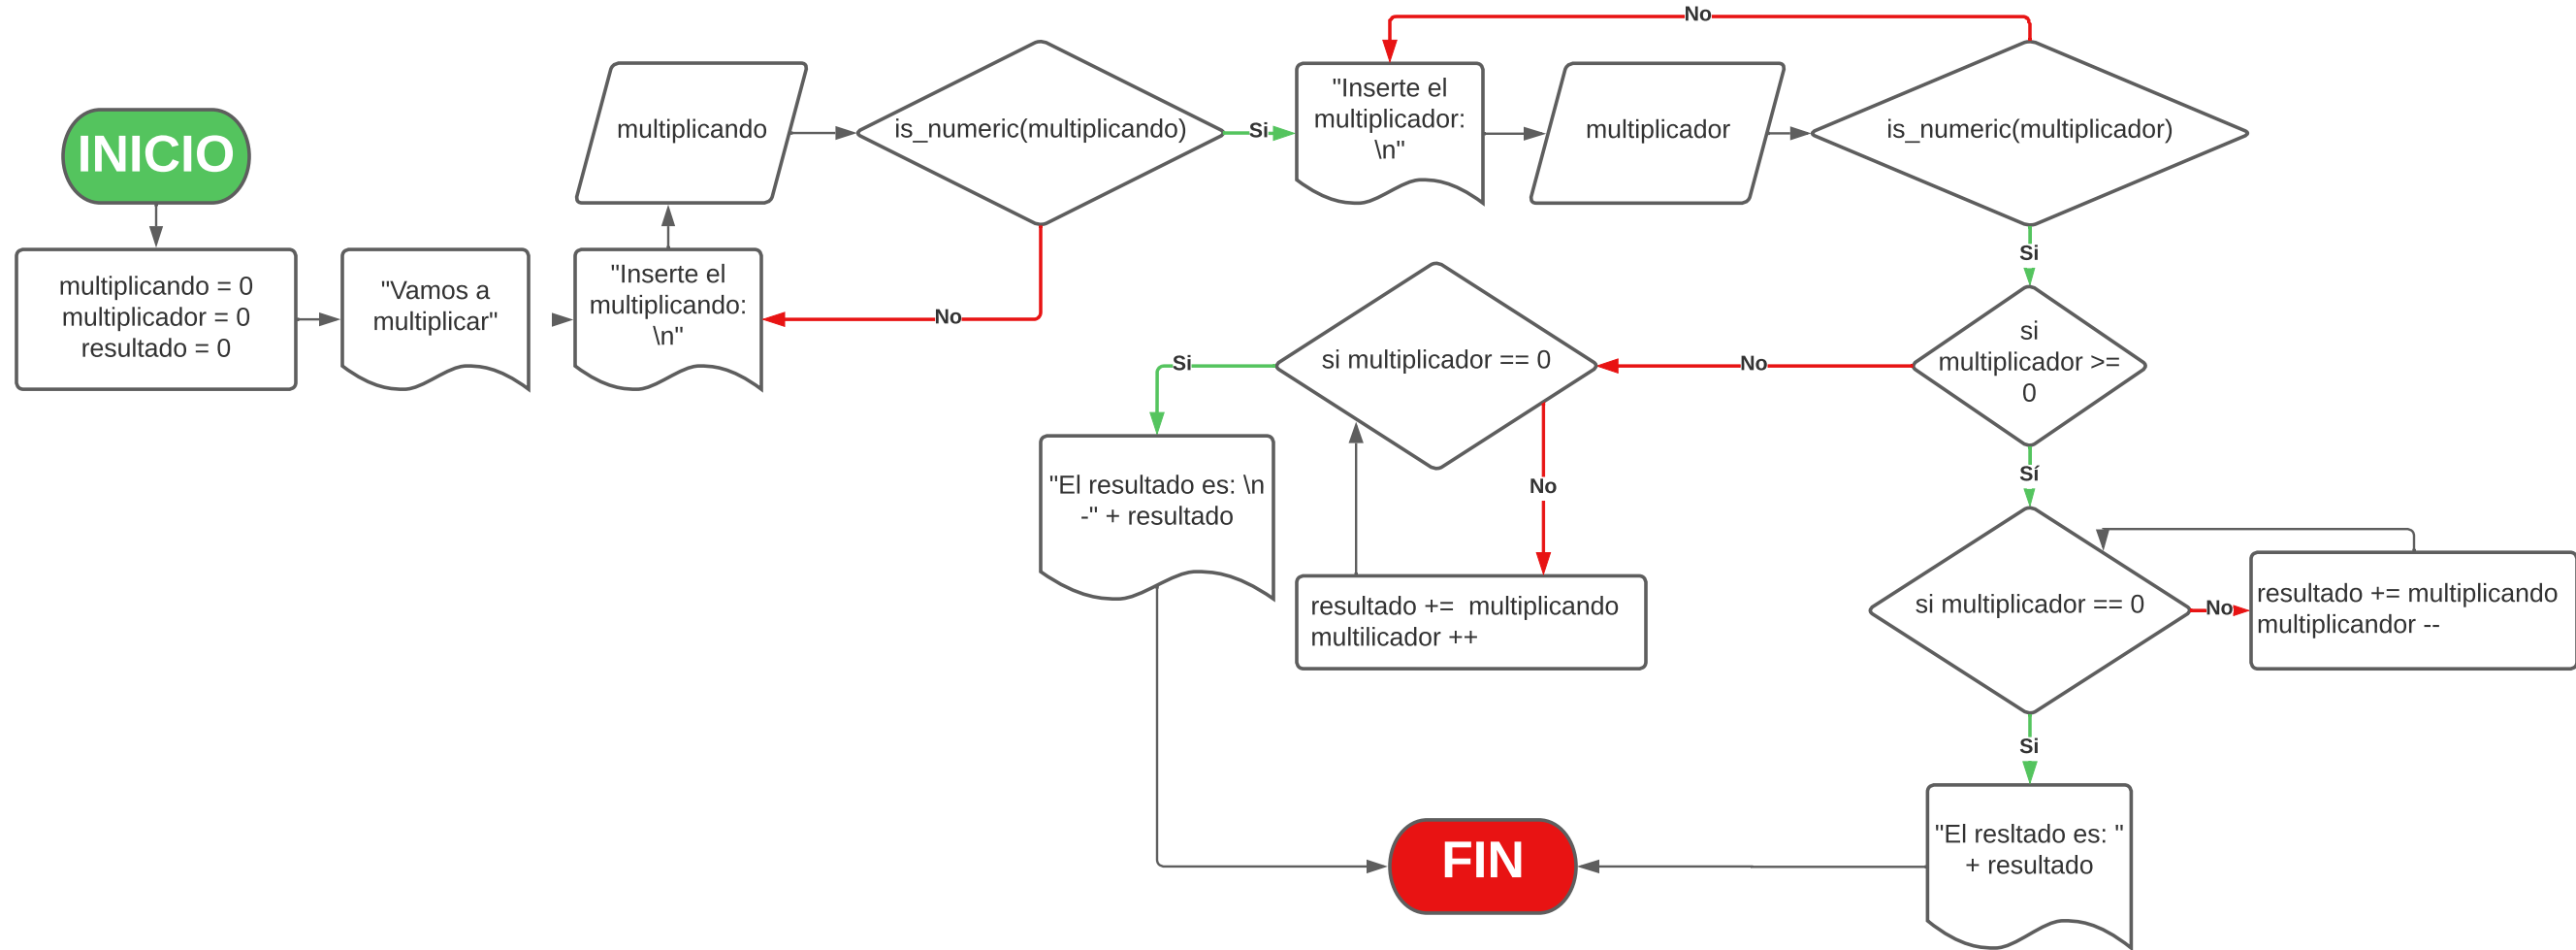 INICIO
multiplicando = 0
multiplicador = 0
resultado = 0
"Vamos a
multiplicar"
"Inserte el
multiplicando:
\n"
multiplicando
is_numeric(multiplicando)
No
Si
"Inserte el
multiplicador:
\n"
multiplicador
is_numeric(multiplicador)
No
Si
si
multiplicador >=
0
No
si multiplicador == 0
Si
"El resultado es: \n
-" + resultado
No
resultado +=  multiplicando
multilicador ++
Sí
si multiplicador == 0
No
resultado += multiplicando
multiplicandor --
Si
"El resltado es: "
+ resultado
FIN